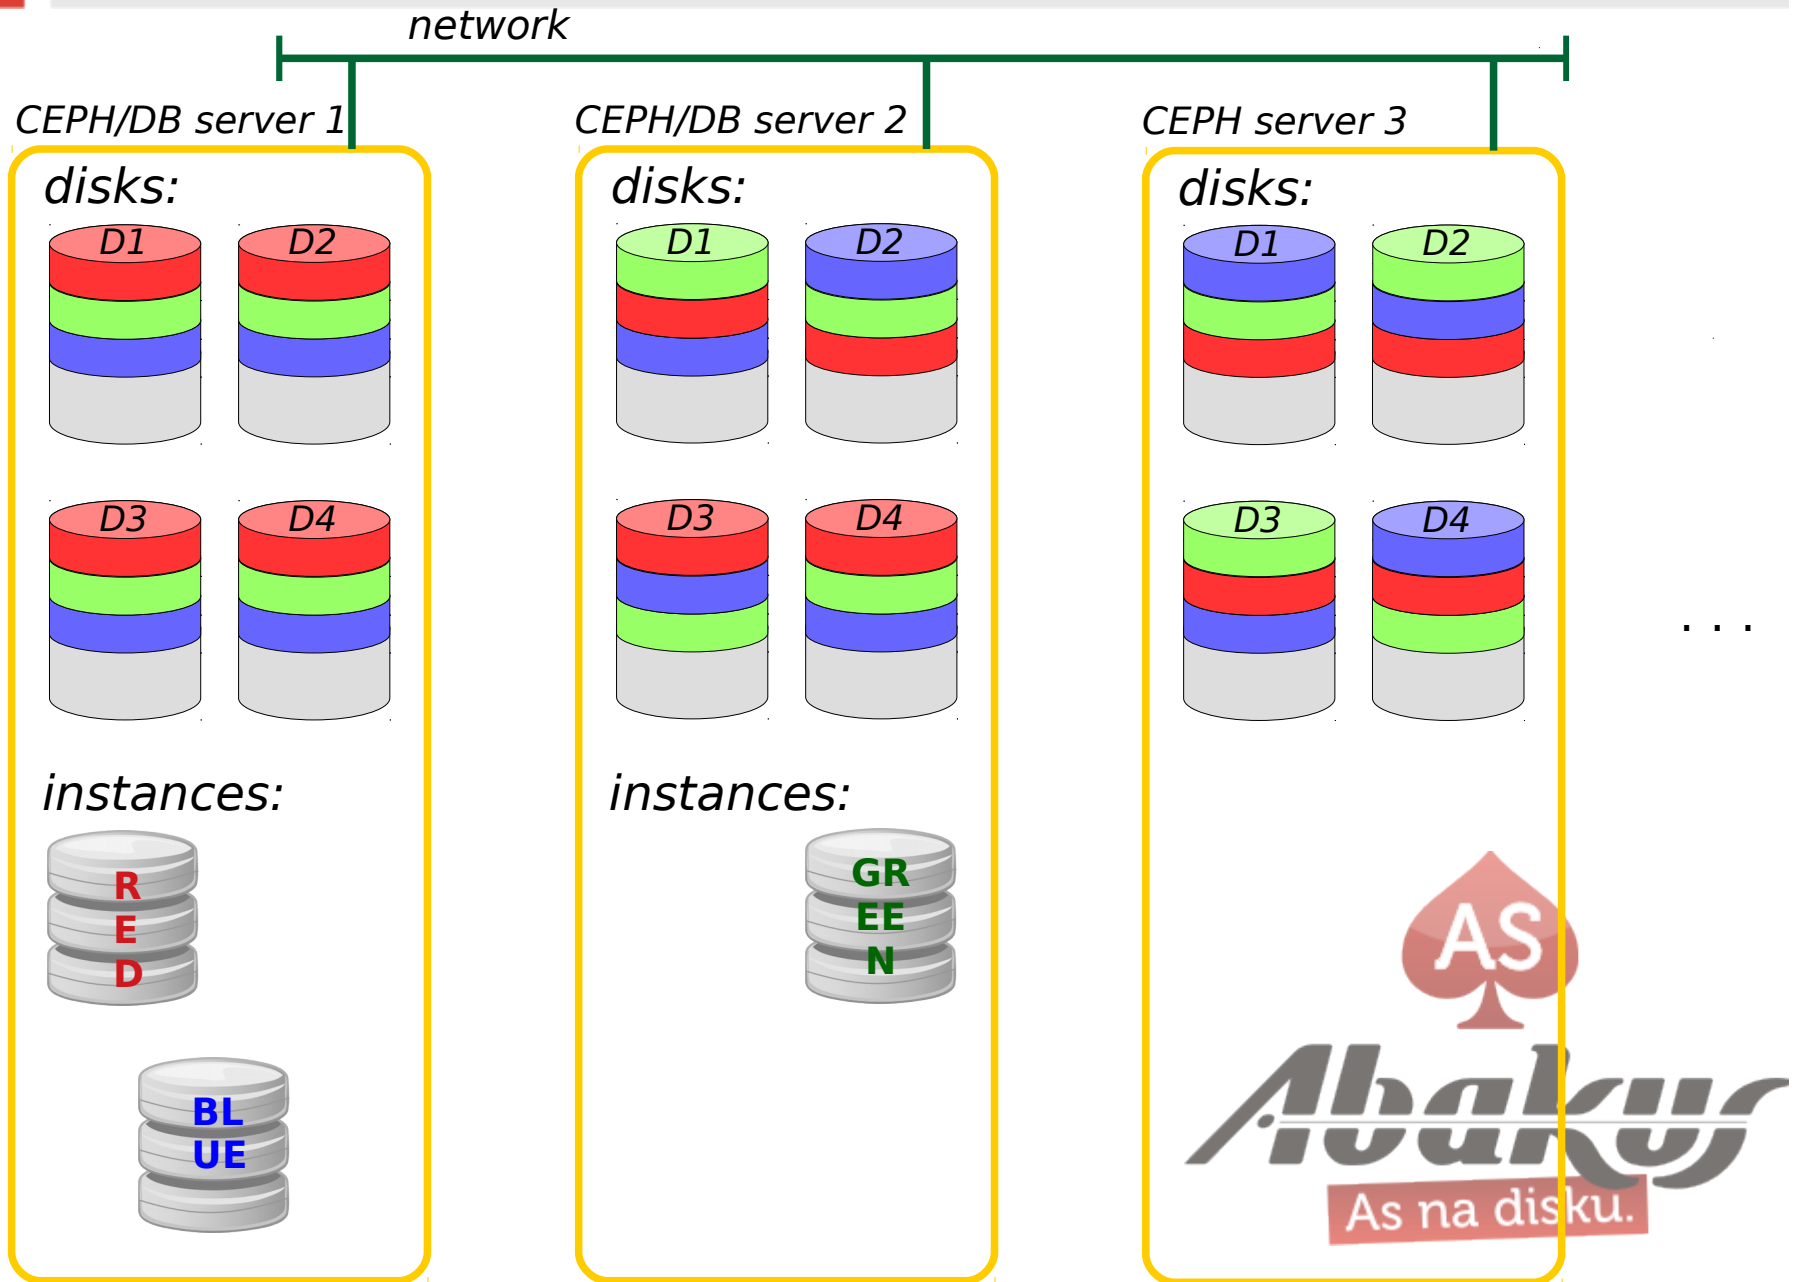 network
CEPH/DB server 1
disks:
D1 D2
D3 D4
instances:
R
E
D
BL
UE
CEPH/DB server 2
disks:
D1 D2
D3 D4
instances:
GR
EE
N
CEPH server 3
disks:
D1 D2
D3 D4
. . .
AS
Abakus
As na disku.